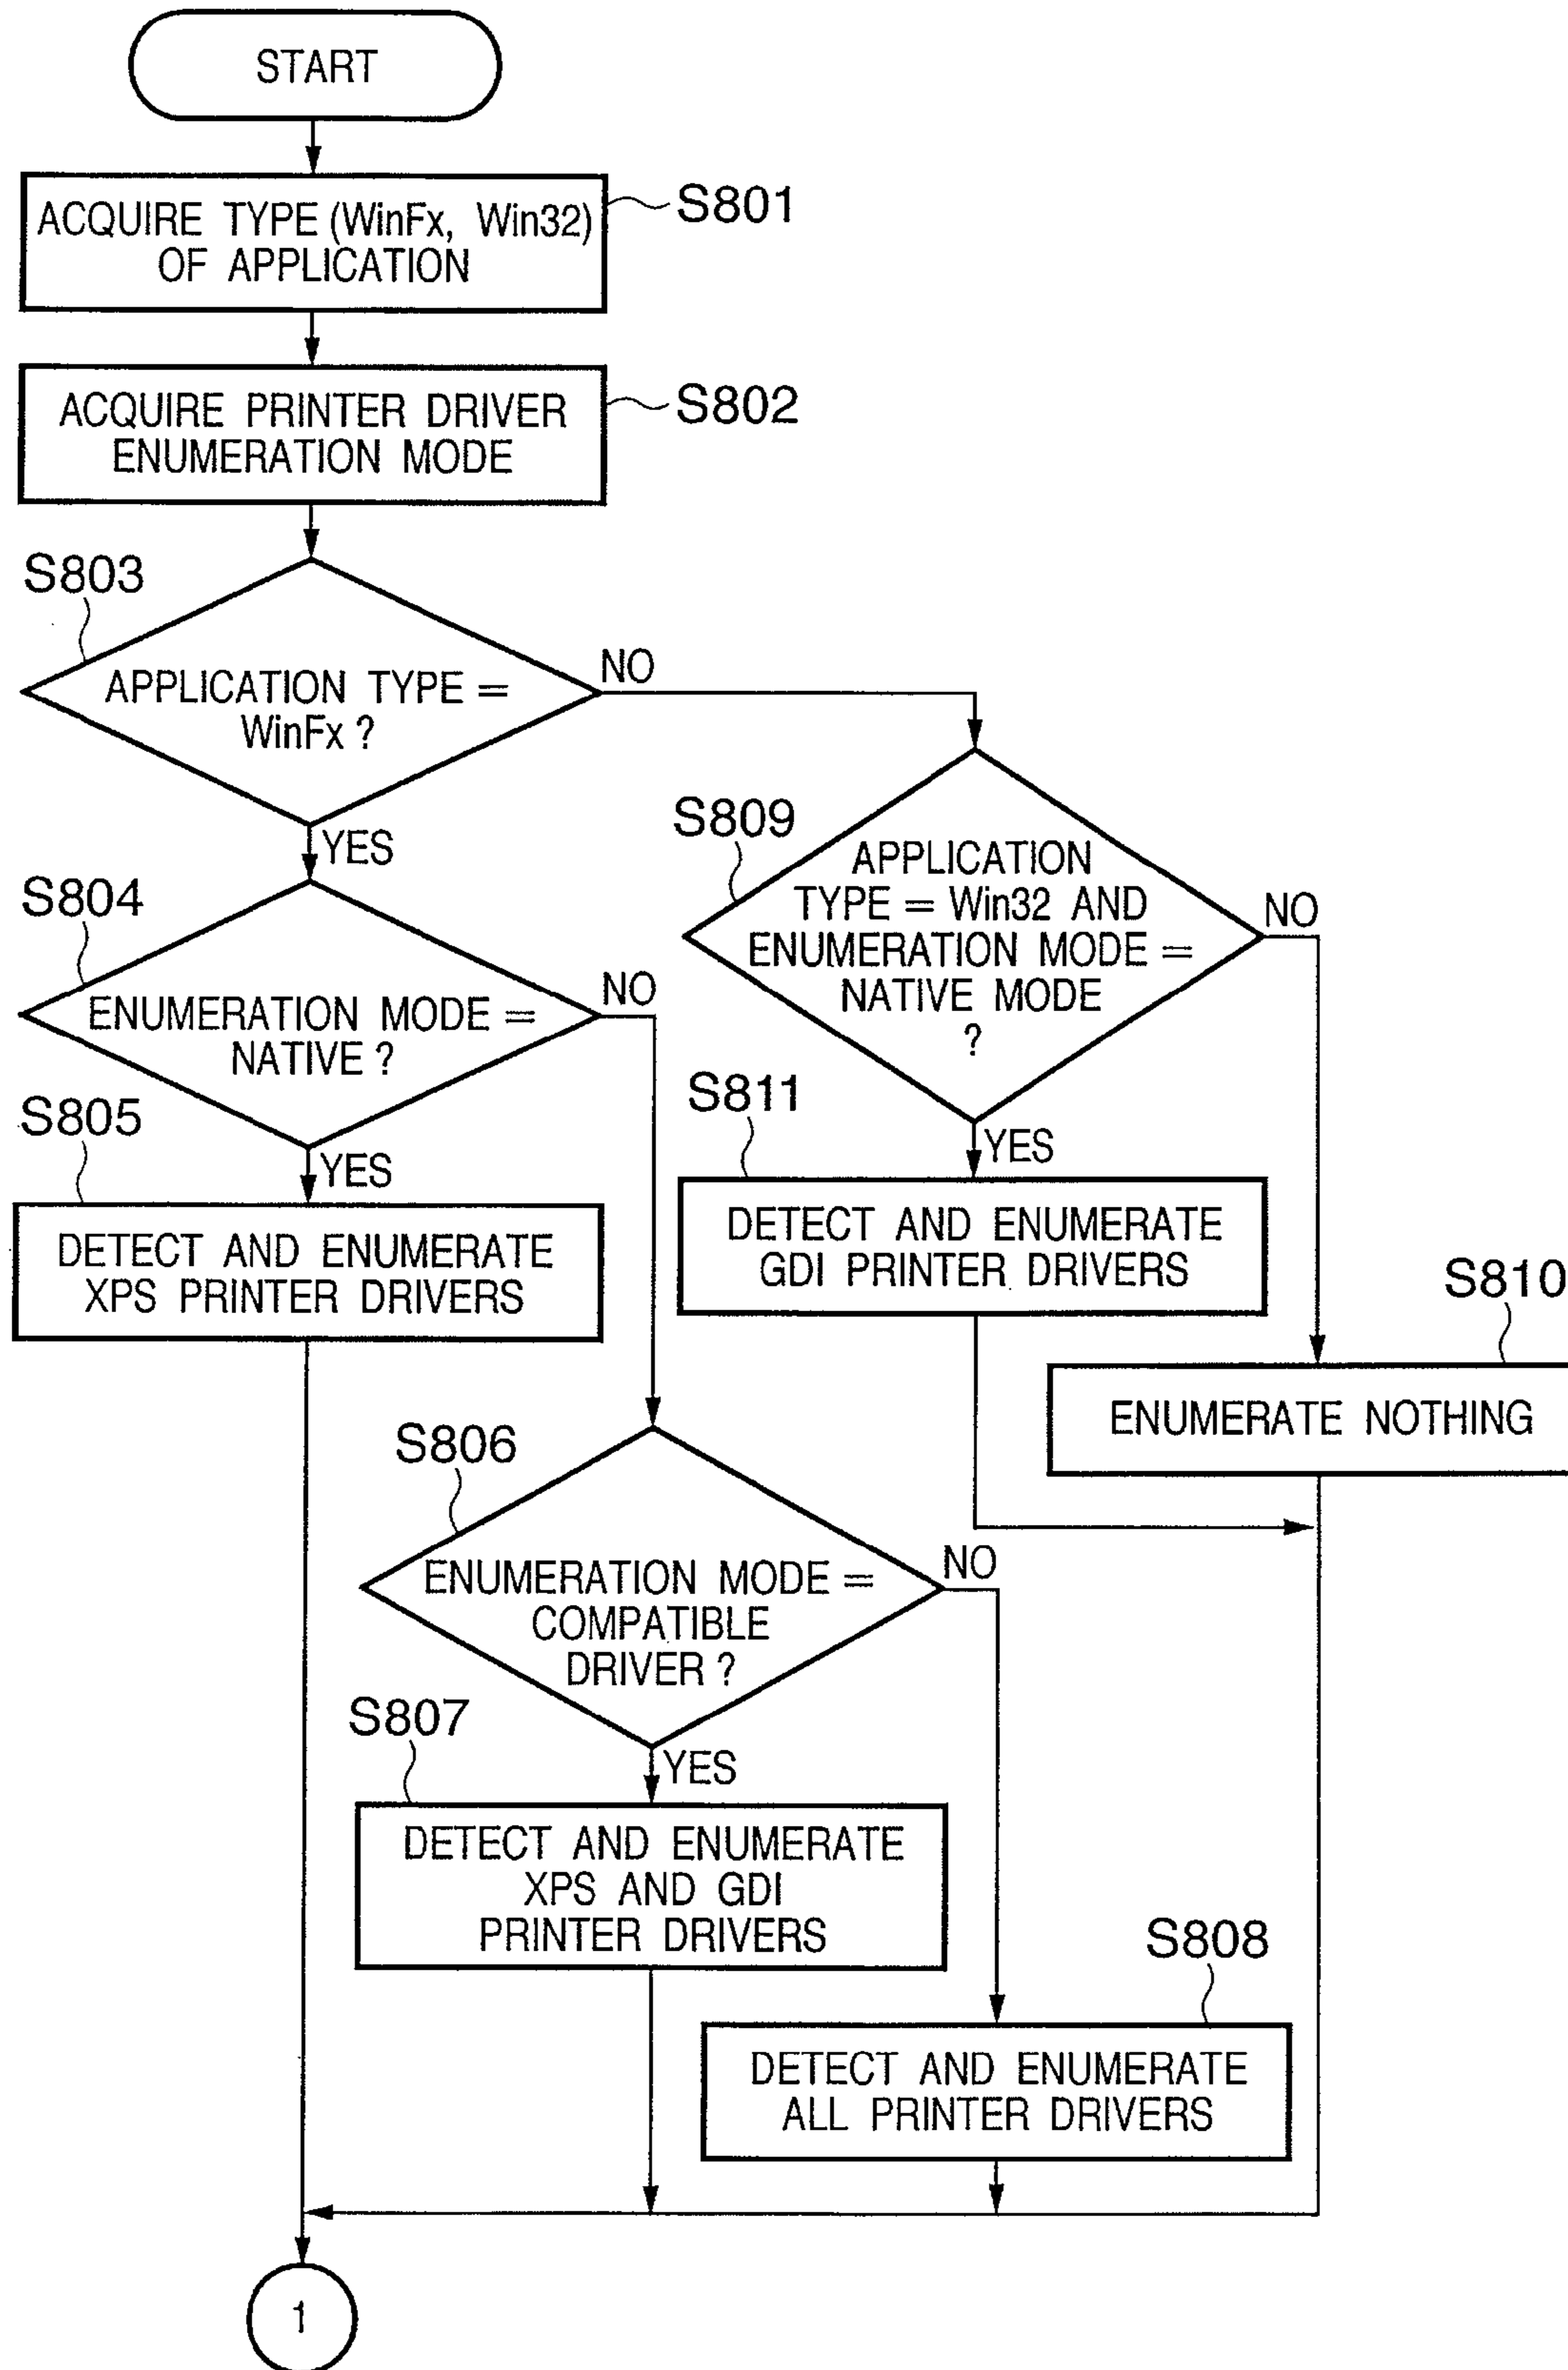 START
ACQUIRE TYPE (WinFx, Win32)
OF APPLICATION
S801
ACQUIRE PRINTER DRIVER
ENUMERATION MODE
S802
S803
APPLICATION TYPE =
WinFx ?
NO
YES
S809
APPLICATION
TYPE = Win32 AND
ENUMERATION MODE =
NATIVE MODE
?
NO
YES
S804
ENUMERATION MODE =
NATIVE ?
NO
YES
S805
DETECT AND ENUMERATE
XPS PRINTER DRIVERS
S811
DETECT AND ENUMERATE
GDI PRINTER DRIVERS
S810
ENUMERATE NOTHING
S806
ENUMERATION MODE =
COMPATIBLE
DRIVER ?
NO
YES
S807
DETECT AND ENUMERATE
XPS AND GDI
PRINTER DRIVERS
S808
DETECT AND ENUMERATE
ALL PRINTER DRIVERS
1